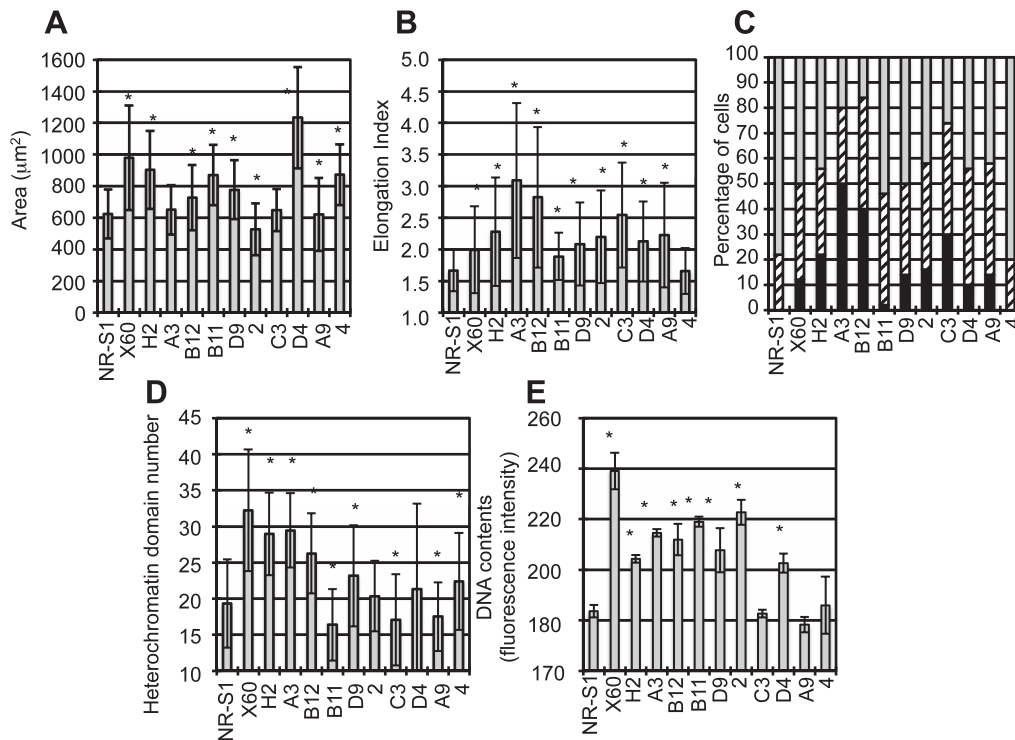 A
B
C
1600
1400
1200
1000
800
600
400
200
0
Area (μm²)
* * * * * * * * *
NR-S1 X60 H2 A3 B12 B11 D9 2 C3 D4 A9 4
5.0
4.5
4.0
3.5
3.0
2.5
2.0
1.5
1.0
Elongation Index
* * * * * * * * * *
NR-S1 X60 H2 A3 B12 B11 D9 2 C3 D4 A9 4
100
90
80
70
60
50
40
30
20
10
0
Percentage of cells
NR-S1 X60 H2 A3 B12 B11 D9 2 C3 D4 A9 4
D
E
45
40
35
30
25
20
15
10
Heterochromatin domain number
* * * * * * * * *
NR-S1 X60 H2 A3 B12 B11 D9 2 C3 D4 A9 4
260
240
220
200
180
170
DNA contents
(fluorescence intensity)
* * * * * * * *
NR-S1 X60 H2 A3 B12 B11 D9 2 C3 D4 A9 4